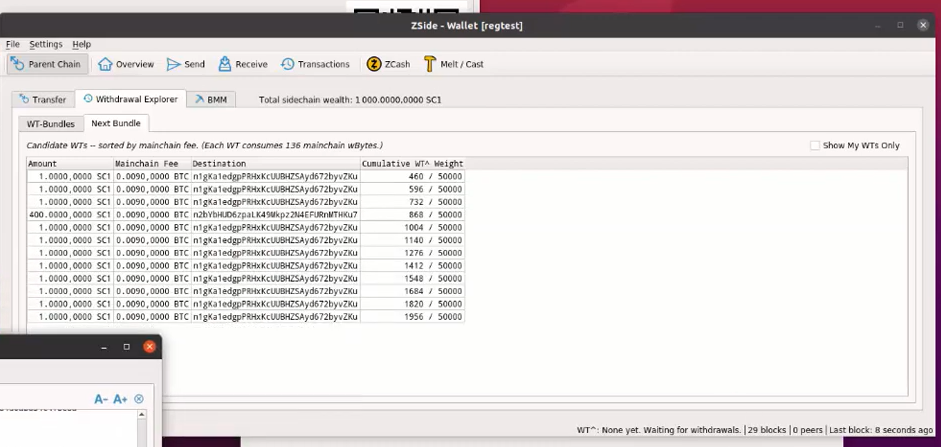 ZSide - Wallet [regtest]
File Settings Help
Parent Chain Overview Send Receive Transactions ZCash Melt / Cast
Transfer Withdrawal Explorer BMM Total sidechain wealth: 1 000.0000,0000 SC1
WT-Bundles Next Bundle
Candidate WTs -- sorted by mainchain fee. (Each WT consumes 136 mainchain wBytes.) Show My WTs Only
Amount Mainchain Fee Destination Cumulative WT^ Weight
1.0000,0000 SC1 0.0090,0000 BTC n1gKa1edgpPRHxKcUUBHZSAyd672byvZKu 460 / 50000
1.0000,0000 SC1 0.0090,0000 BTC n1gKa1edgpPRHxKcUUBHZSAyd672byvZKu 596 / 50000
1.0000,0000 SC1 0.0090,0000 BTC n1gKa1edgpPRHxKcUUBHZSAyd672byvZKu 732 / 50000
400.0000,0000 SC1 0.0090,0000 BTC n2bYbHUD6zpaLK49Wkpz2N4EFURnMTHKu7 868 / 50000
1.0000,0000 SC1 0.0090,0000 BTC n1gKa1edgpPRHxKcUUBHZSAyd672byvZKu 1004 / 50000
1.0000,0000 SC1 0.0090,0000 BTC n1gKa1edgpPRHxKcUUBHZSAyd672byvZKu 1140 / 50000
1.0000,0000 SC1 0.0090,0000 BTC n1gKa1edgpPRHxKcUUBHZSAyd672byvZKu 1276 / 50000
1.0000,0000 SC1 0.0090,0000 BTC n1gKa1edgpPRHxKcUUBHZSAyd672byvZKu 1412 / 50000
1.0000,0000 SC1 0.0090,0000 BTC n1gKa1edgpPRHxKcUUBHZSAyd672byvZKu 1548 / 50000
1.0000,0000 SC1 0.0090,0000 BTC n1gKa1edgpPRHxKcUUBHZSAyd672byvZKu 1684 / 50000
1.0000,0000 SC1 0.0090,0000 BTC n1gKa1edgpPRHxKcUUBHZSAyd672byvZKu 1820 / 50000
1.0000,0000 SC1 0.0090,0000 BTC n1gKa1edgpPRHxKcUUBHZSAyd672byvZKu 1956 / 50000
A- A+
WT^: None yet. Waiting for withdrawals. |29 blocks |0 peers |Last block: 8 seconds ago